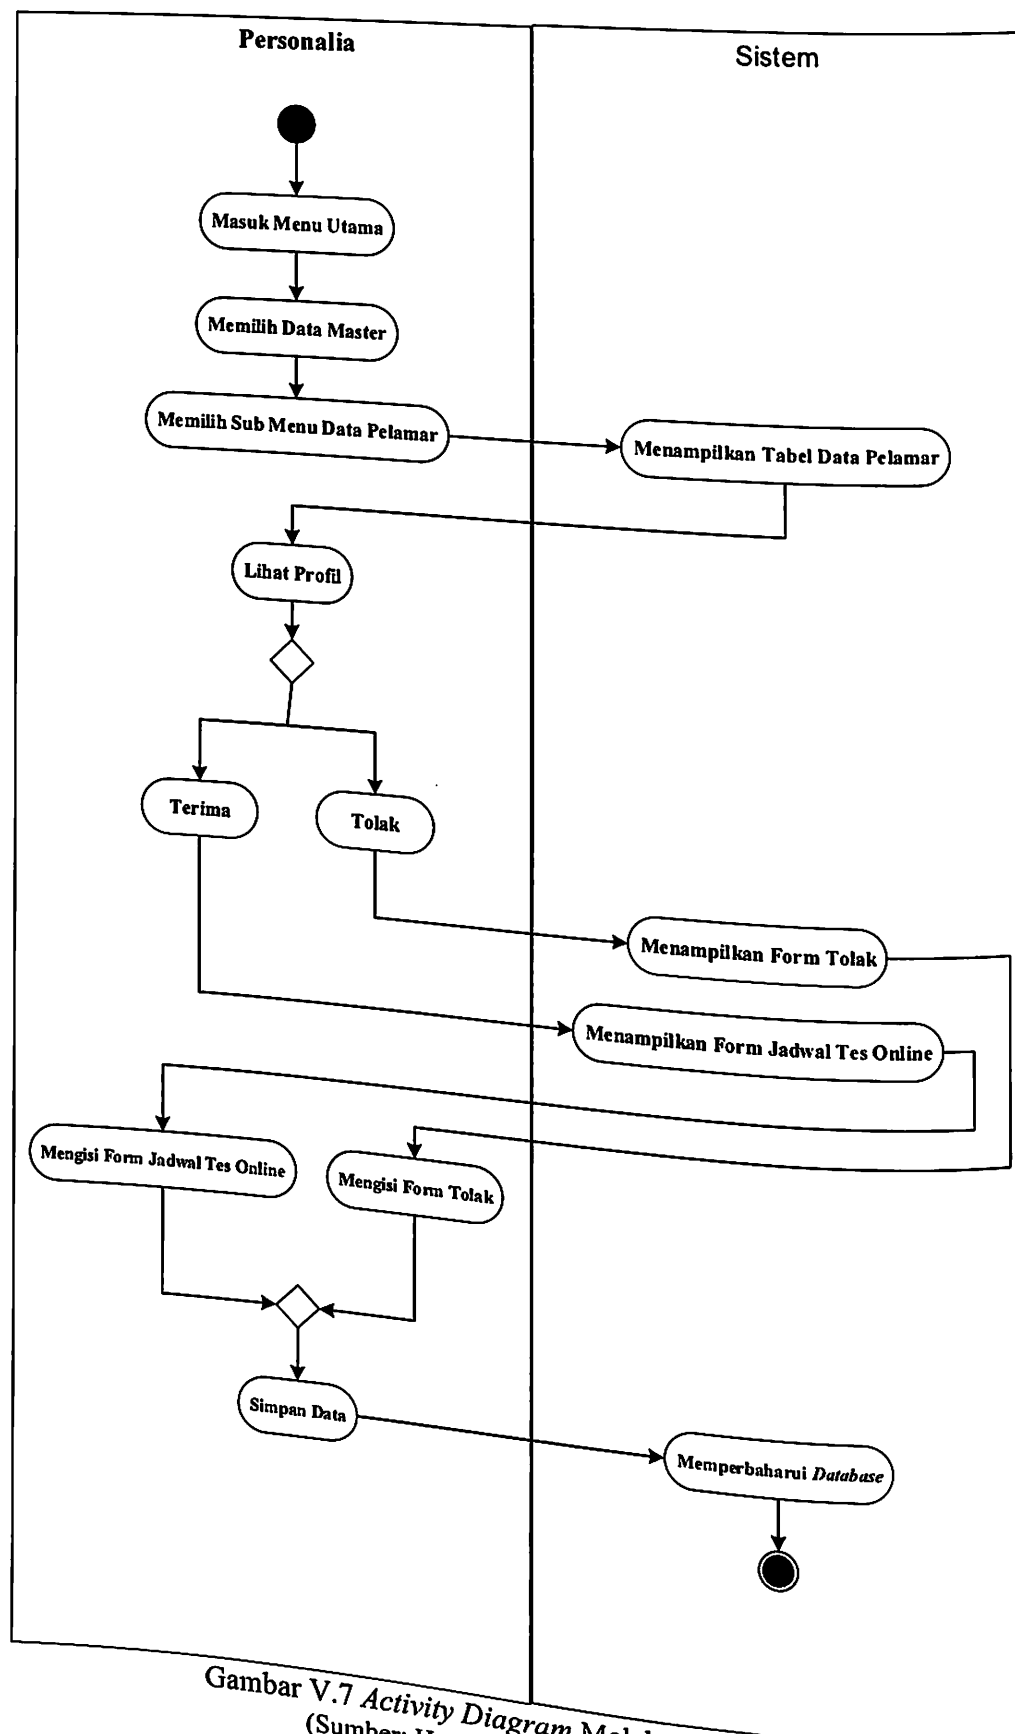 Personalia
Sistem
Masuk Menu Utama
Memilih Data Master
Memilih Sub Menu Data Pelamar
Menampilkan Tabel Data Pelamar
Lihat Profil
Terima
Tolak
Menampilkan Form Tolak
Menampilkan Form Jadwal Tes Online
Mengisi Form Jadwal Tes Online
Mengisi Form Tolak
Simpan Data
Memperbaharui Database
Gambar V.7 Activity Diagram
(Sumber: